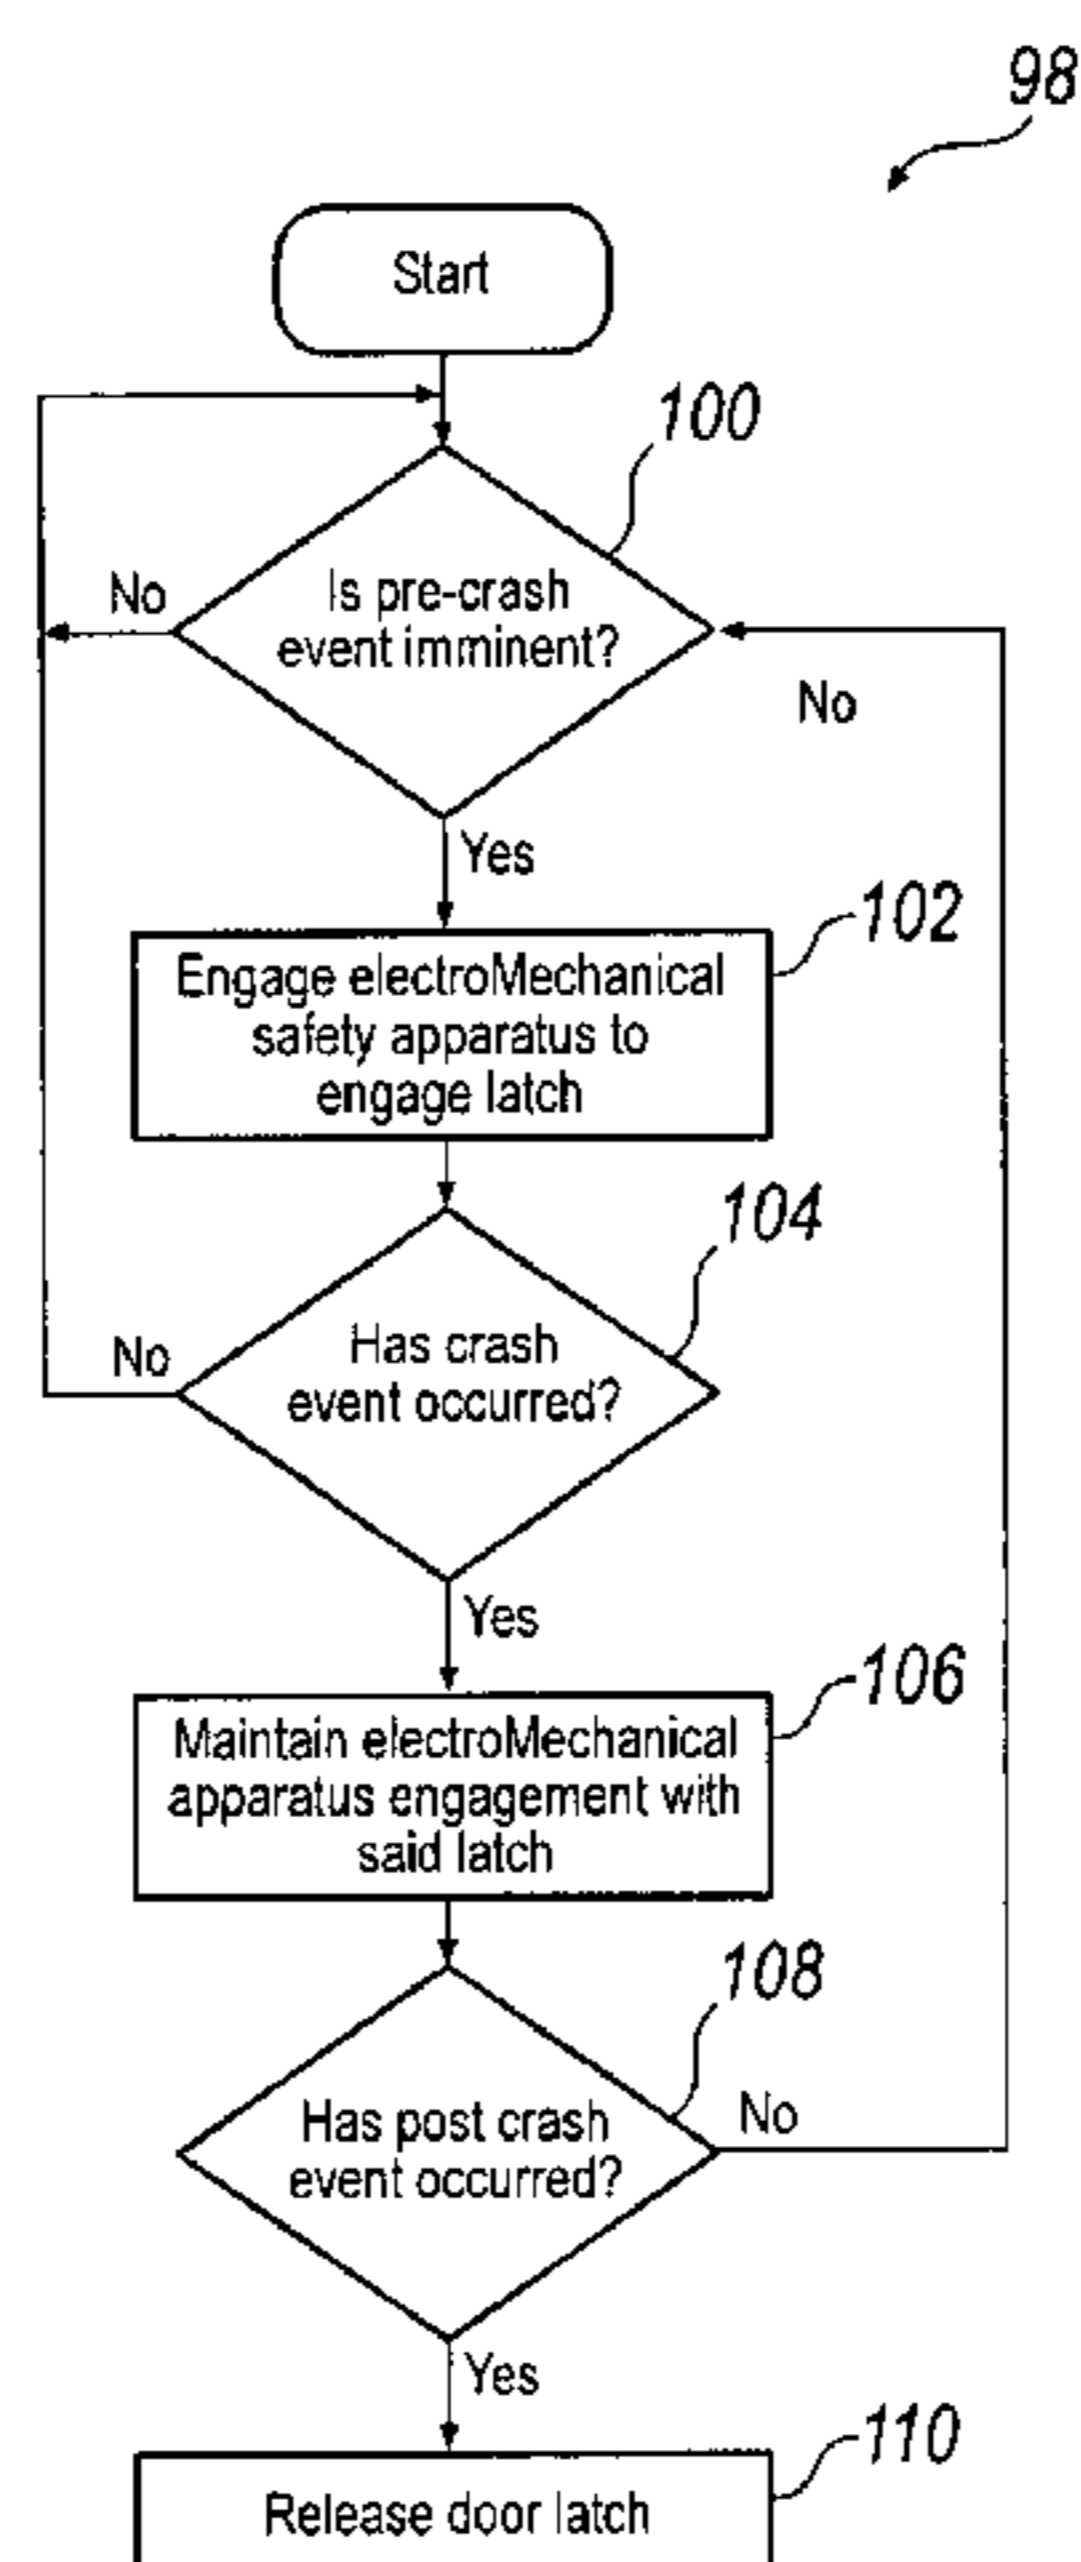 98
Start
100
No
Is pre-crash
event imminent?
No
Yes
102
Engage electroMechanical
safety apparatus to
engage latch
104
No
Has crash
event occurred?
Yes
106
Maintain electroMechanical
apparatus engagement with
said latch
108
Has post crash
event occurred?
No
Yes
110
Release door latch